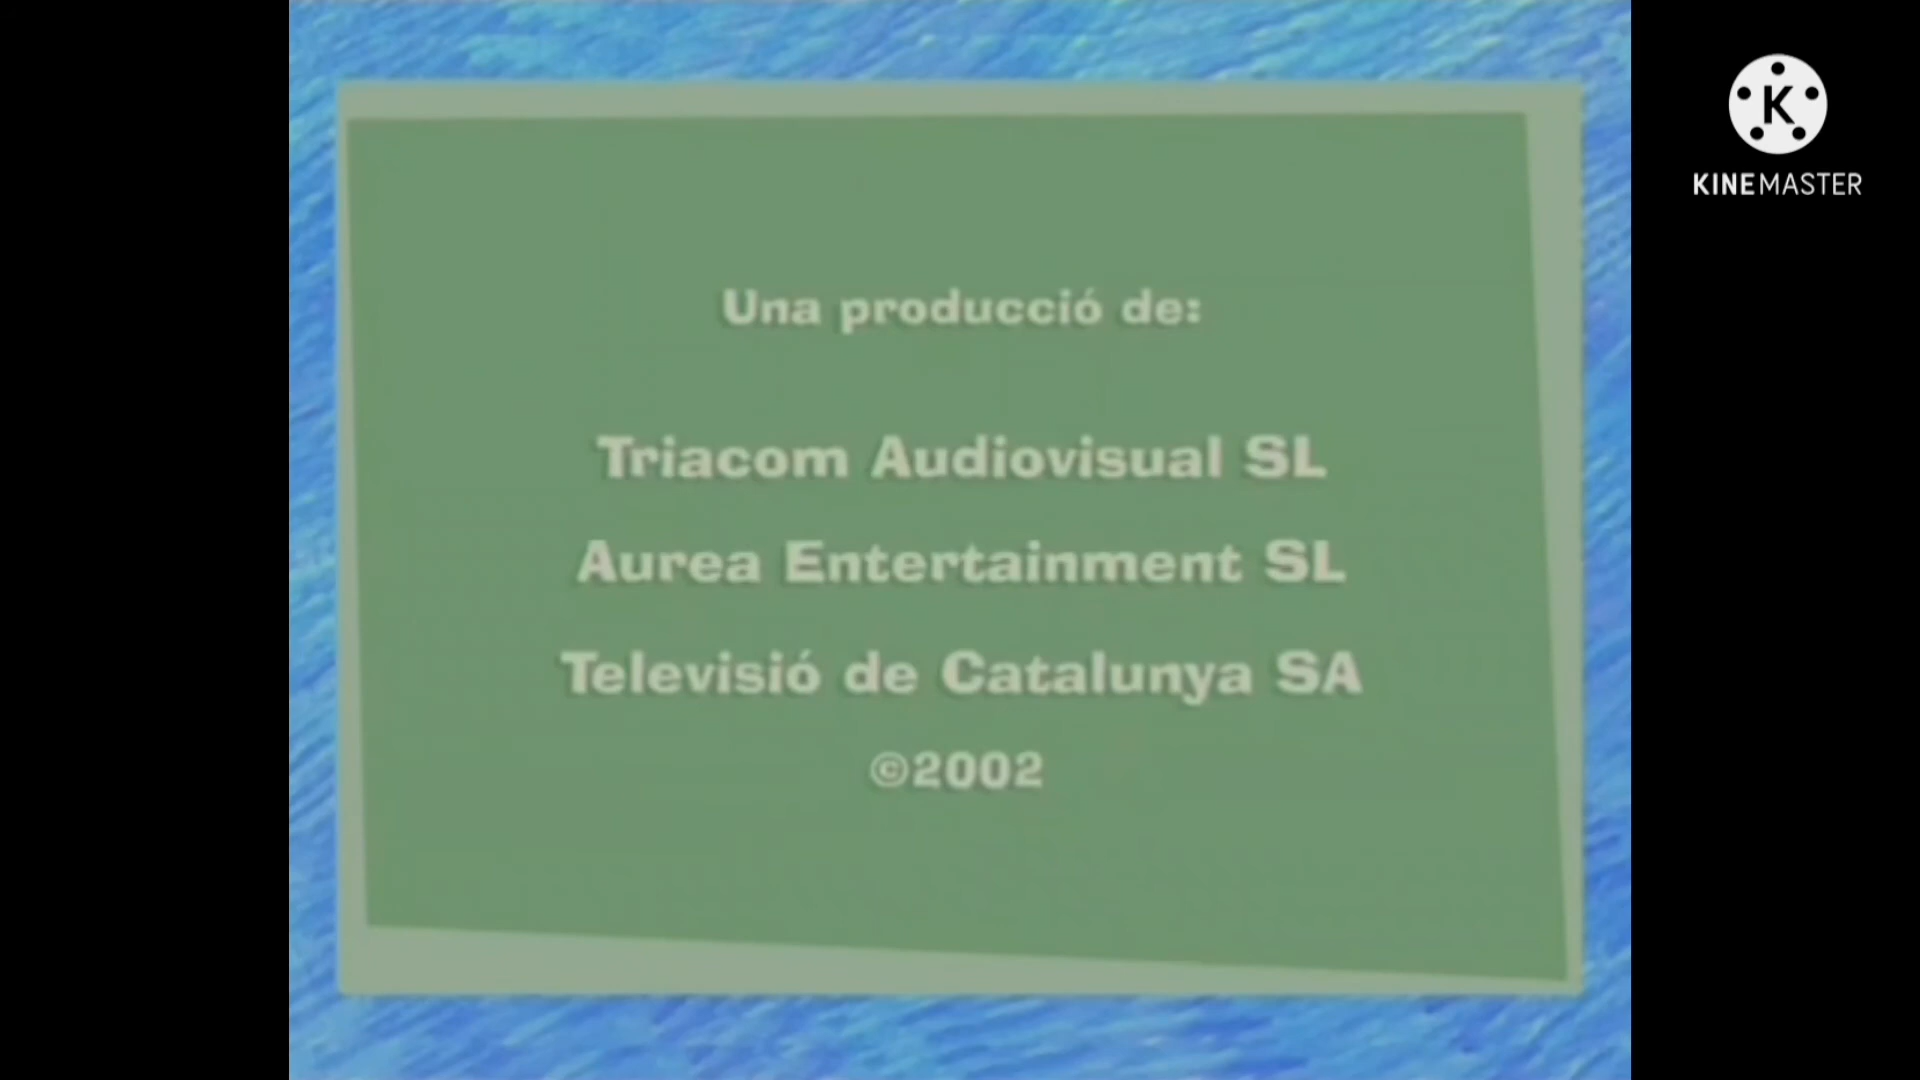 Una producció de:
Triacom Audiovisual SL
Aurea Entertainment SL
Televisió de Catalunya SA
©2002
K
KINEMASTER